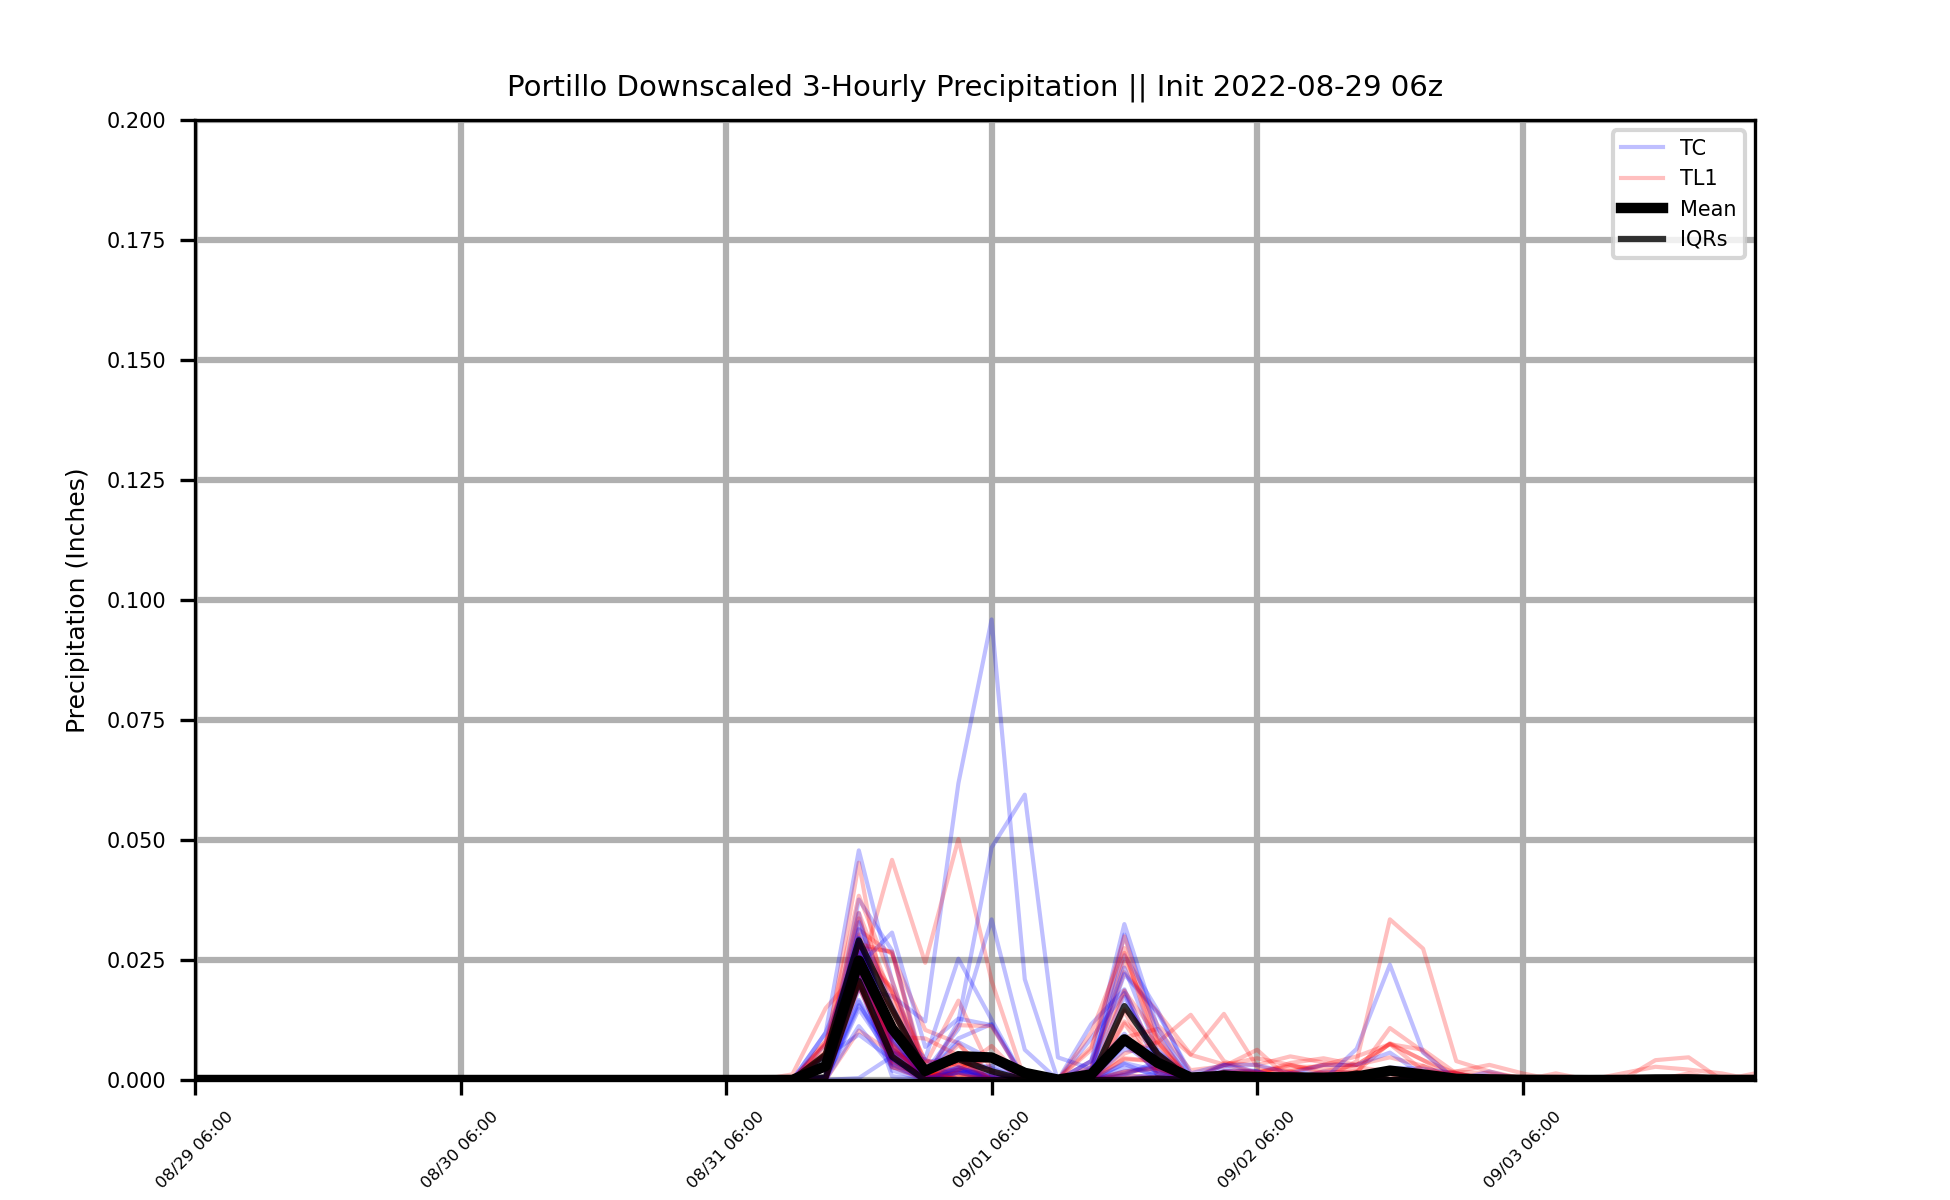 Portillo Downscaled 3-Hourly Precipitation || Init 2022-08-29 06z
0.200
0.175
0.150
0.125
0.100
0.075
0.050
0.025
0.000
Precipitation (Inches)
TC
TL1
Mean
IQRs
08/29 06:00
08/30 06:00
08/31 06:00
09/01 06:00
09/02 06:00
09/03 06:00